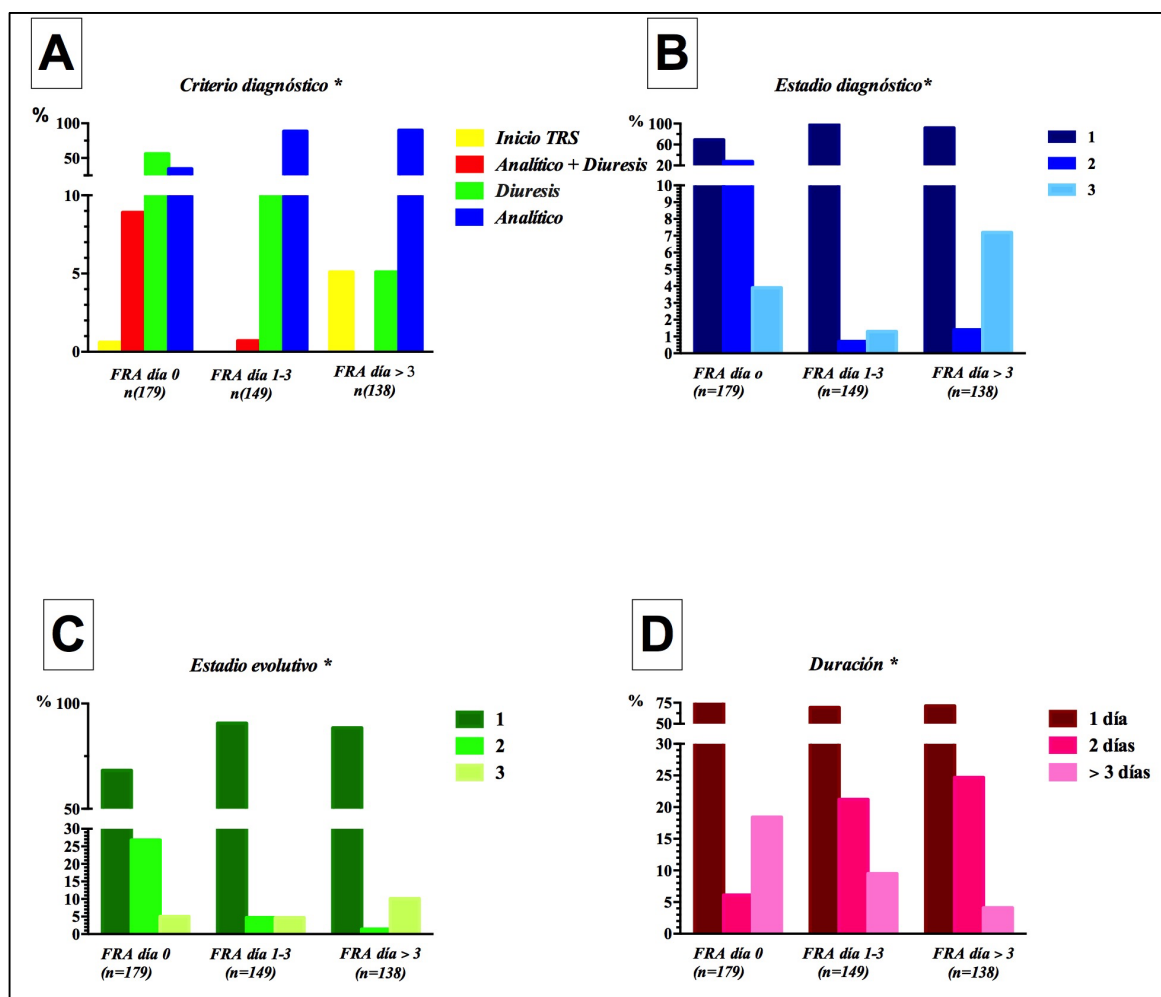 A
Criterio diagnóstico *
%
100
50
10
5
0
FRA día 0
n(179)
FRA día 1-3
n(149)
FRA día > 3
n(138)
Inicio TRS
Analítico + Diuresis
Diuresis
Analítico
B
Estadio diagnóstico*
%
100
60
20
10
9
8
7
6
5
4
3
2
1
0
FRA día o
(n=179)
FRA día 1-3
(n=149)
FRA día > 3
(n=138)
1
2
3
C
Estadio evolutivo *
%
100
50
30
25
20
15
10
5
0
FRA día 0
(n=179)
FRA día 1-3
(n=149)
FRA día > 3
(n=138)
1
2
3
D
Duración *
%
75
50
30
25
20
15
10
5
0
FRA día 0
(n=179)
FRA día 1-3
(n=149)
FRA día > 3
(n=138)
1 día
2 días
> 3 días